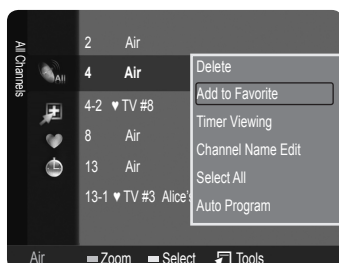 All Channels
All
2 Air
4 Air
4-2 ♥ TV #8
8 Air
13 Air
13-1 ♥ TV #3 Alice's
Delete
Add to Favorite
Timer Viewing
Channel Name Edit
Select All
Auto Program
Air Zoom Select Tools